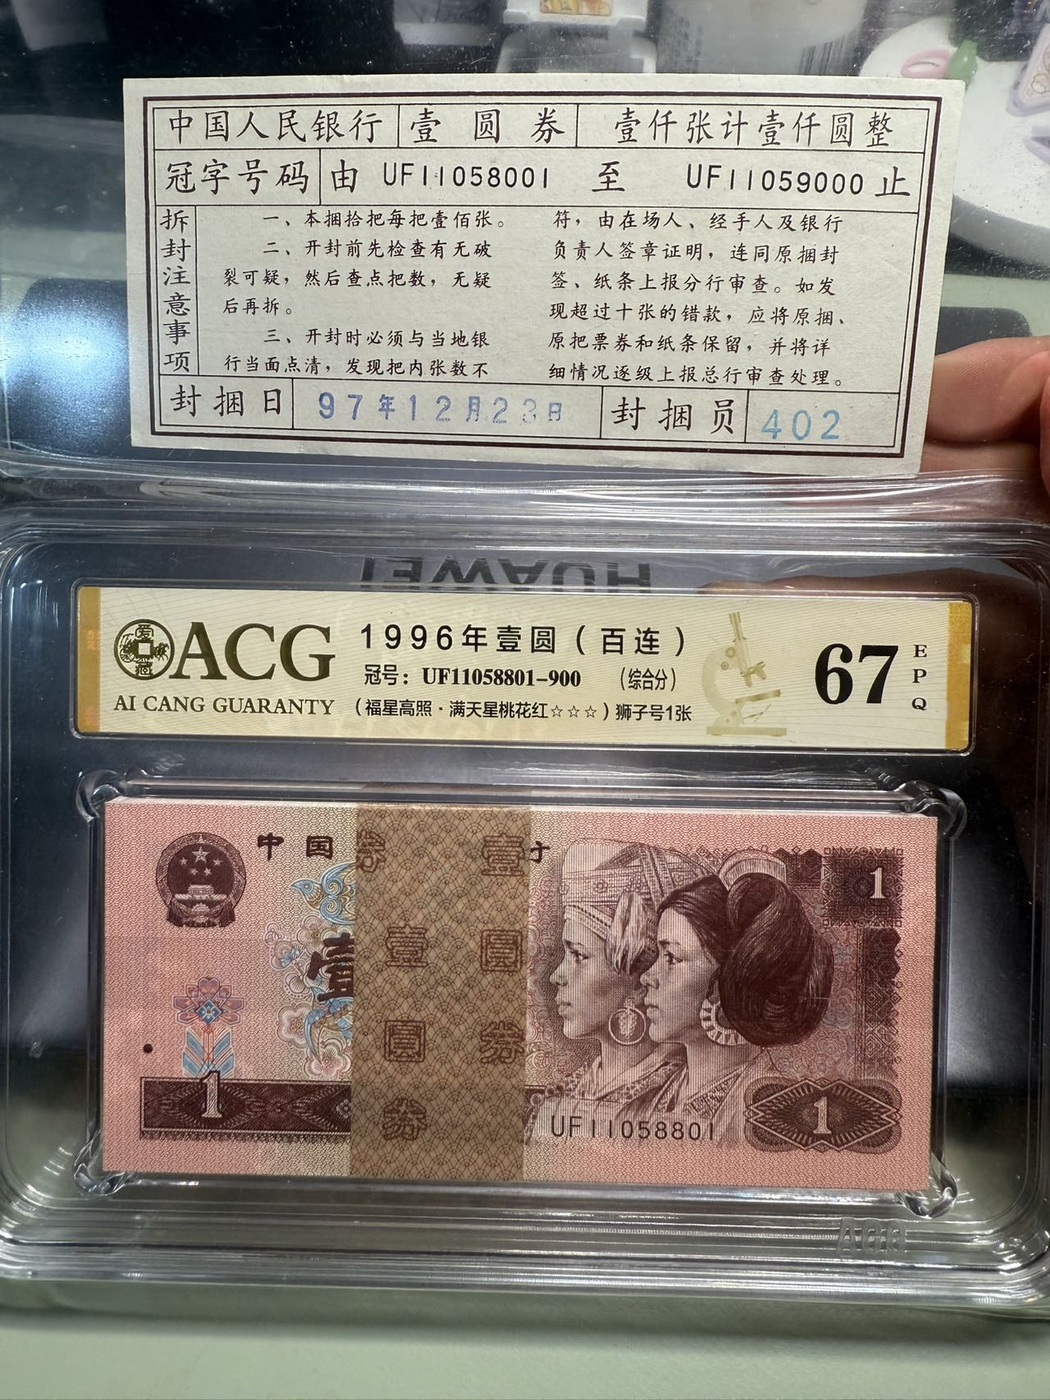 中国人民银行 壹圆券 壹仟张计壹仟圆整
冠字号码 由 UF11058001 至 UF11059000 止
拆封注意事项
一、本捆拾把每把壹佰张。
二、开封前先检查有无破
裂可疑，然后查点把数，无疑
后再拆。
三、开封时必须与当地银
行当面点清，发现把内张数不
符，由在场人、经手人及银行
负责人签章证明，连同原捆封
签、纸条上报分行审查。如发
现超过十张的错款，应将原捆、
原把票券和纸条保留，并将详
细情况逐级上报总行审查处理。
封捆日 97年12月23日 封捆员 402
HUAWEI
ACG
AI CANG GUARANTY
1996年壹圆（百连）
冠号：UF11058801-900 （综合分）
（福星高照·满天星桃花红☆☆☆）狮子号1张
67
EPQ
中国
1
壹
壹圆券
壹圆券
1
UF11058801
1
ACG